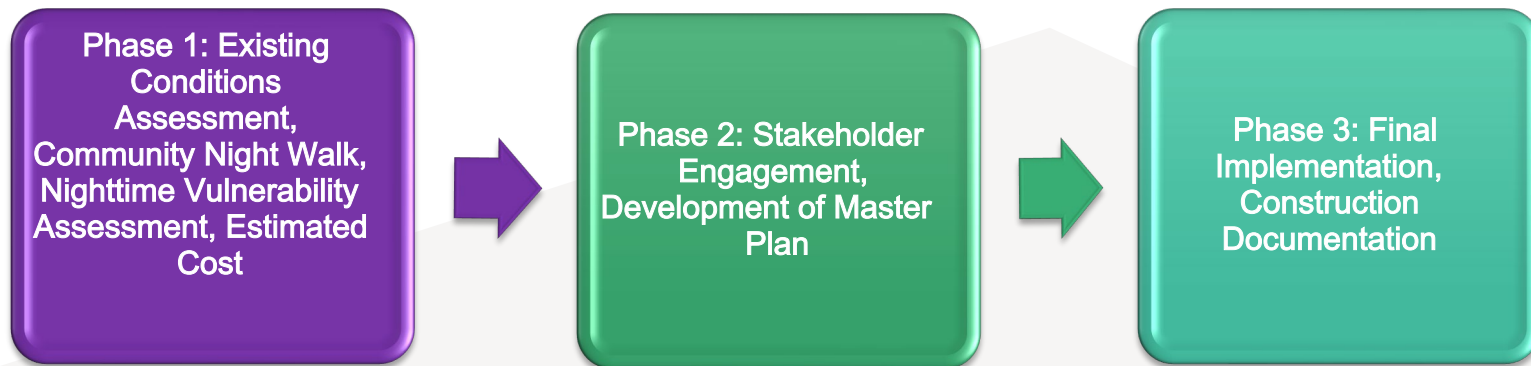 Phase 1: Existing
Conditions
Assessment,
Community Night Walk,
Nighttime Vulnerability
Assessment, Estimated
Cost
Phase 2: Stakeholder
Engagement,
Development of Master
Plan
Phase 3: Final
Implementation,
Construction
Documentation